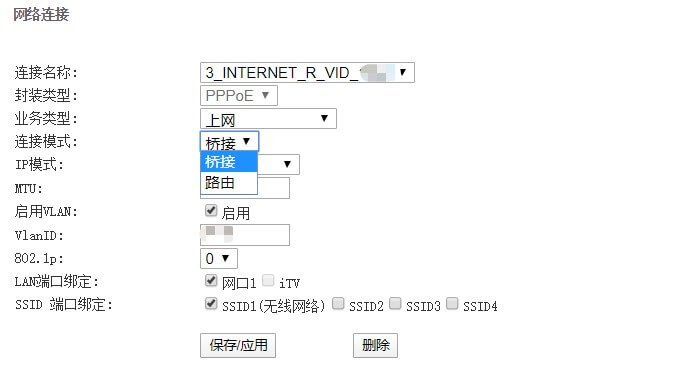 网络连接
连接名称: 3_INTERNET_R_VID_
封装类型: PPPoE
业务类型: 上网
连接模式: 桥接
桥接
IP模式:
路由
MTU:
启用VLAN: 启用
VlanID:
802.1p: 0
LAN端口绑定: 网口1 iTV
SSID 端口绑定: SSID1(无线网络) SSID2 SSID3 SSID4
保存/应用 删除